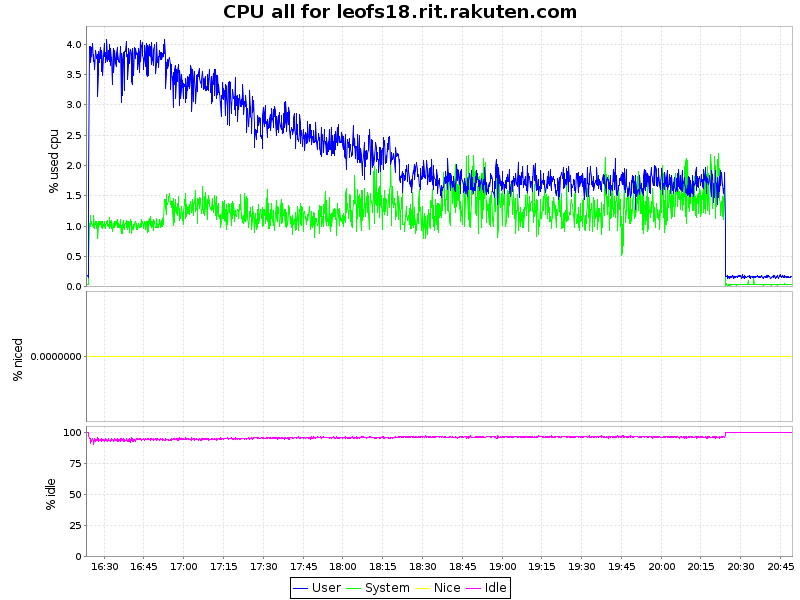 CPU all for leofs18.rit.rakuten.com
% used cpu
4.0
3.5
3.0
2.5
2.0
1.5
1.0
0.5
0.0
% niced
0.0000000
% idle
100
75
50
25
0
16:30 16:45 17:00 17:15 17:30 17:45 18:00 18:15 18:30 18:45 19:00 19:15 19:30 19:45 20:00 20:15 20:30 20:45
User System Nice Idle